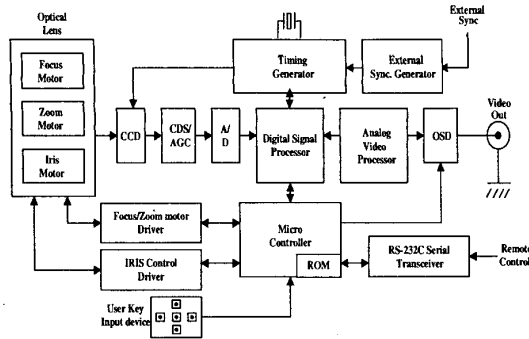 Optical
Lens
Focus
Motor
Zoom
Motor
Iris
Motor
External
Sync
Timing
Generator
External
Sync. Generator
CCD
CDS/
AGC
A/
D
Digital Signal
Processor
Analog
Video
Processor
OSD
Video
Out
Focus/Zoom motor
Driver
IRIS Control
Driver
Micro
Controller
ROM
RS-232C Serial
Transceiver
Remote
Control
User Key
Input device